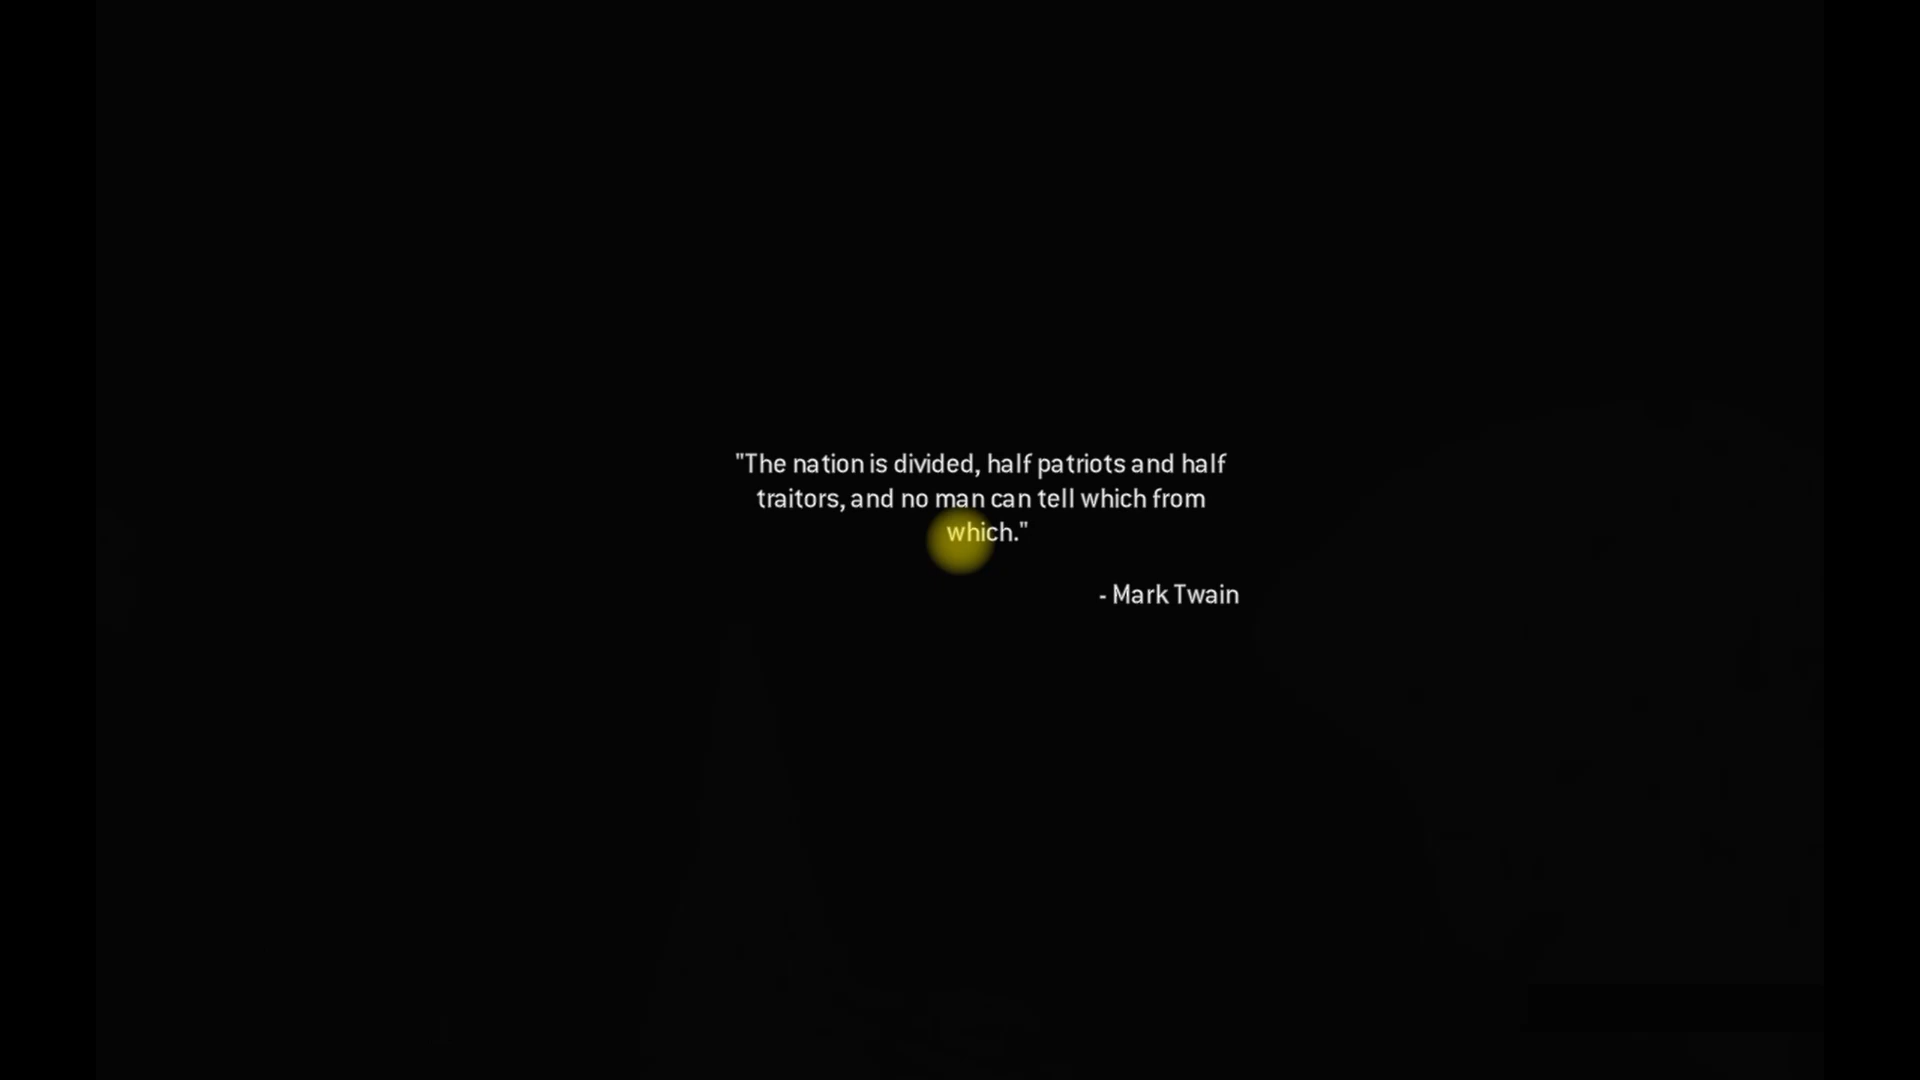 "The nation is divided, half patriots and half
traitors, and no man can tell which from
which."
- Mark Twain